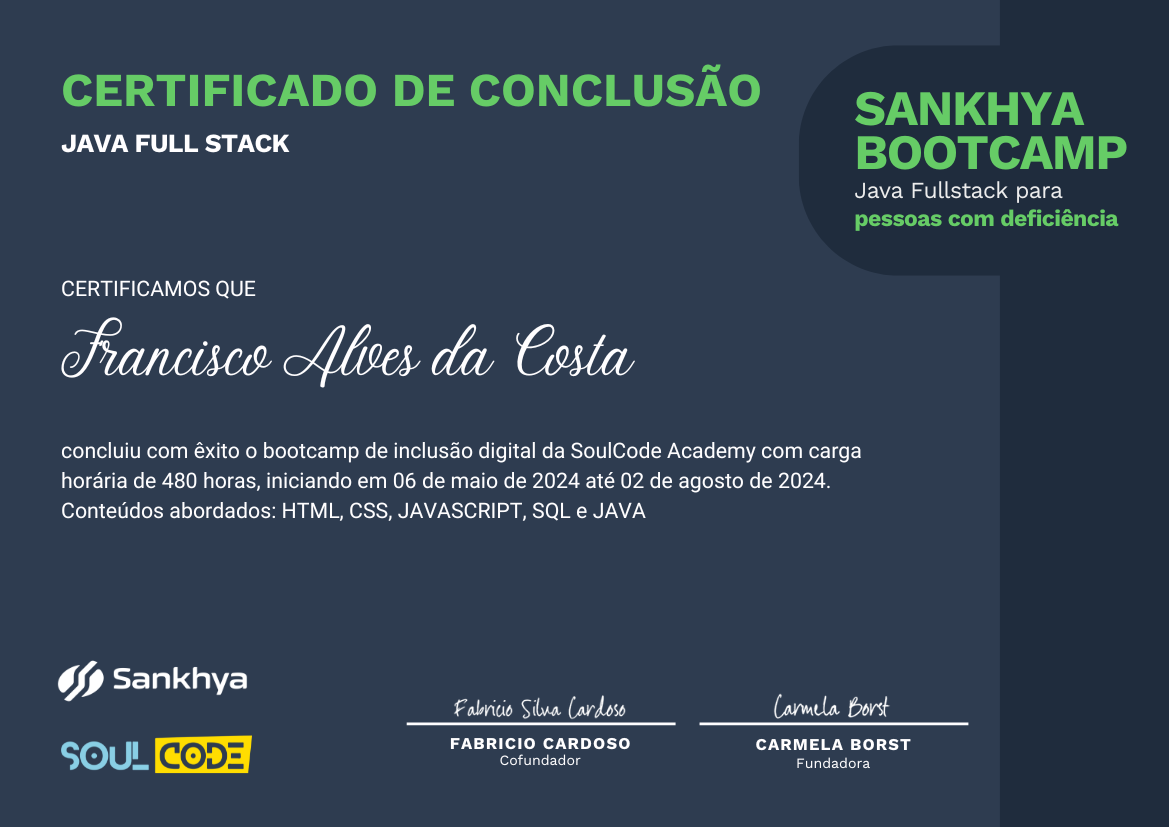 CERTIFICADO DE CONCLUSÃO
JAVA FULL STACK
SANKHYA
BOOTCAMP
Java Fullstack para
pessoas com deficiência
CERTIFICAMOS QUE
Francisco Alves da Costa
concluiu com êxito o bootcamp de inclusão digital da SoulCode Academy com carga
horária de 480 horas, iniciando em 06 de maio de 2024 até 02 de agosto de 2024.
Conteúdos abordados: HTML, CSS, JAVASCRIPT, SQL e JAVA
Sankhya
SOUL CODE
Fabricio Silva Cardoso
FABRICIO CARDOSO
Cofundador
Carmela Borst
CARMELA BORST
Fundadora